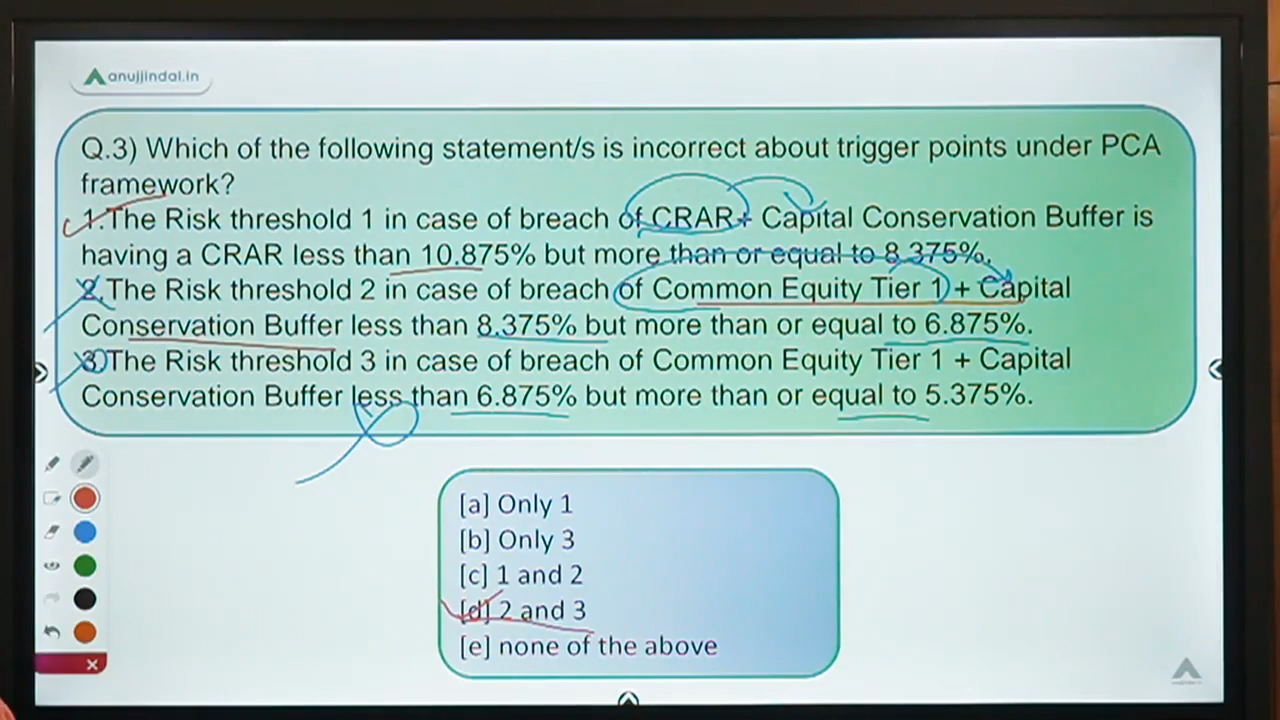 anujjindal.in
Q.3) Which of the following statement/s is incorrect about trigger points under PCA
framework?
1.The Risk threshold 1 in case of breach of CRAR+ Capital Conservation Buffer is
having a CRAR less than 10.875% but more than or equal to 8.375%.
2.The Risk threshold 2 in case of breach of Common Equity Tier 1 + Capital
Conservation Buffer less than 8.375% but more than or equal to 6.875%.
3.The Risk threshold 3 in case of breach of Common Equity Tier 1 + Capital
Conservation Buffer less than 6.875% but more than or equal to 5.375%.
[a] Only 1
[b] Only 3
[c] 1 and 2
[d] 2 and 3
[e] none of the above